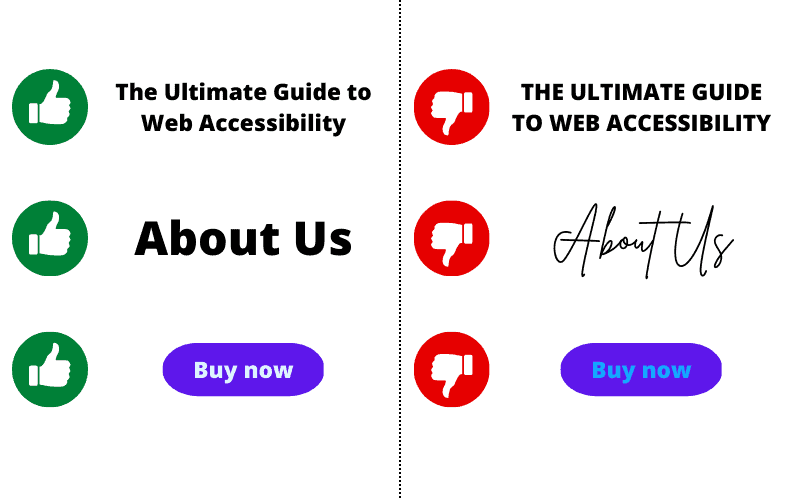 The Ultimate Guide to
Web Accessibility
THE ULTIMATE GUIDE
TO WEB ACCESSIBILITY
About Us
About Us
Buy now
Buy now